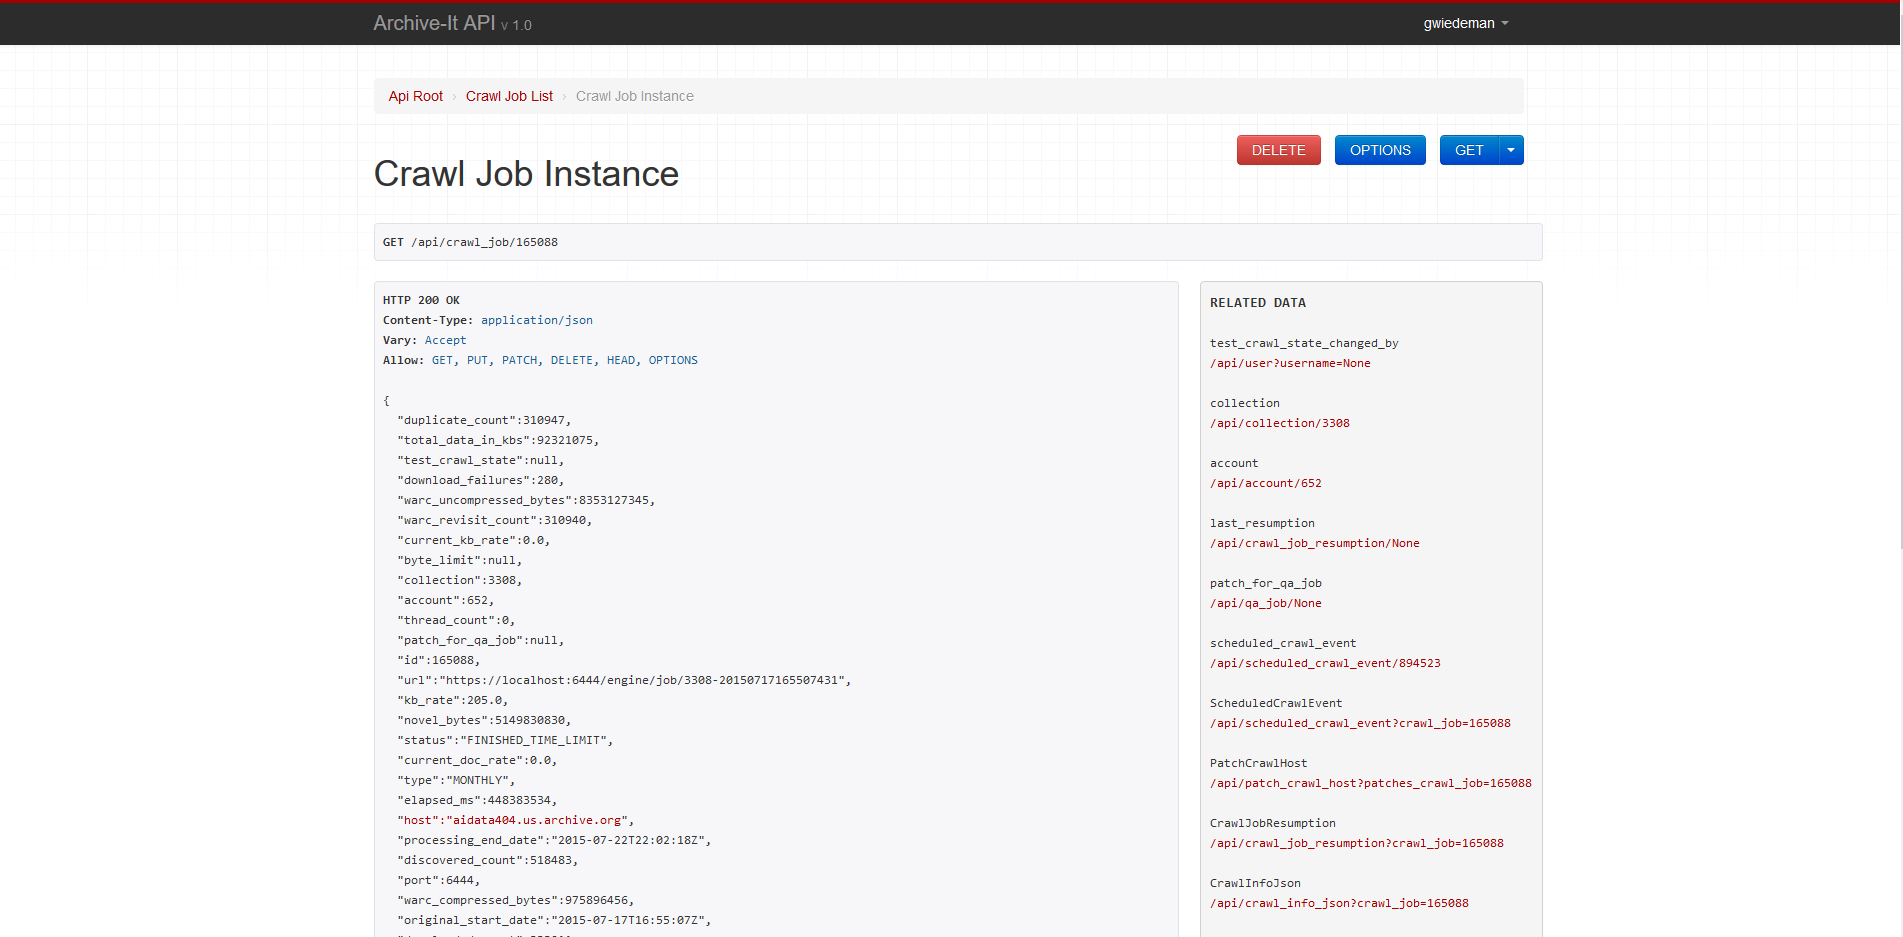 Archive-It API v 1.0
gwiedeman
Api Root › Crawl Job List › Crawl Job Instance
DELETE OPTIONS GET
Crawl Job Instance
GET /api/crawl_job/165088
HTTP 200 OK
Content-Type: application/json
Vary: Accept
Allow: GET, PUT, PATCH, DELETE, HEAD, OPTIONS
{
"duplicate_count":310947,
"total_data_in_kbs":92321075,
"test_crawl_state":null,
"download_failures":280,
"warc_uncompressed_bytes":8353127345,
"warc_revisit_count":310940,
"current_kb_rate":0.0,
"byte_limit":null,
"collection":3308,
"account":652,
"thread_count":0,
"patch_for_qa_job":null,
"id":165088,
"url":"https://localhost:6444/engine/job/3308-20150717165507431",
"kb_rate":205.0,
"novel_bytes":5149830830,
"status":"FINISHED_TIME_LIMIT",
"current_doc_rate":0.0,
"type":"MONTHLY",
"elapsed_ms":448383534,
"host":"aidata404.us.archive.org",
"processing_end_date":"2015-07-22T22:02:18Z",
"discovered_count":518483,
"port":6444,
"warc_compressed_bytes":975896456,
"original_start_date":"2015-07-17T16:55:07Z",
RELATED DATA
test_crawl_state_changed_by
/api/user?username=None
collection
/api/collection/3308
account
/api/account/652
last_resumption
/api/crawl_job_resumption/None
patch_for_qa_job
/api/qa_job/None
scheduled_crawl_event
/api/scheduled_crawl_event/894523
ScheduledCrawlEvent
/api/scheduled_crawl_event?crawl_job=165088
PatchCrawlHost
/api/patch_crawl_host?patches_crawl_job=165088
CrawlJobResumption
/api/crawl_job_resumption?crawl_job=165088
CrawlInfoJson
/api/crawl_info_json?crawl_job=165088